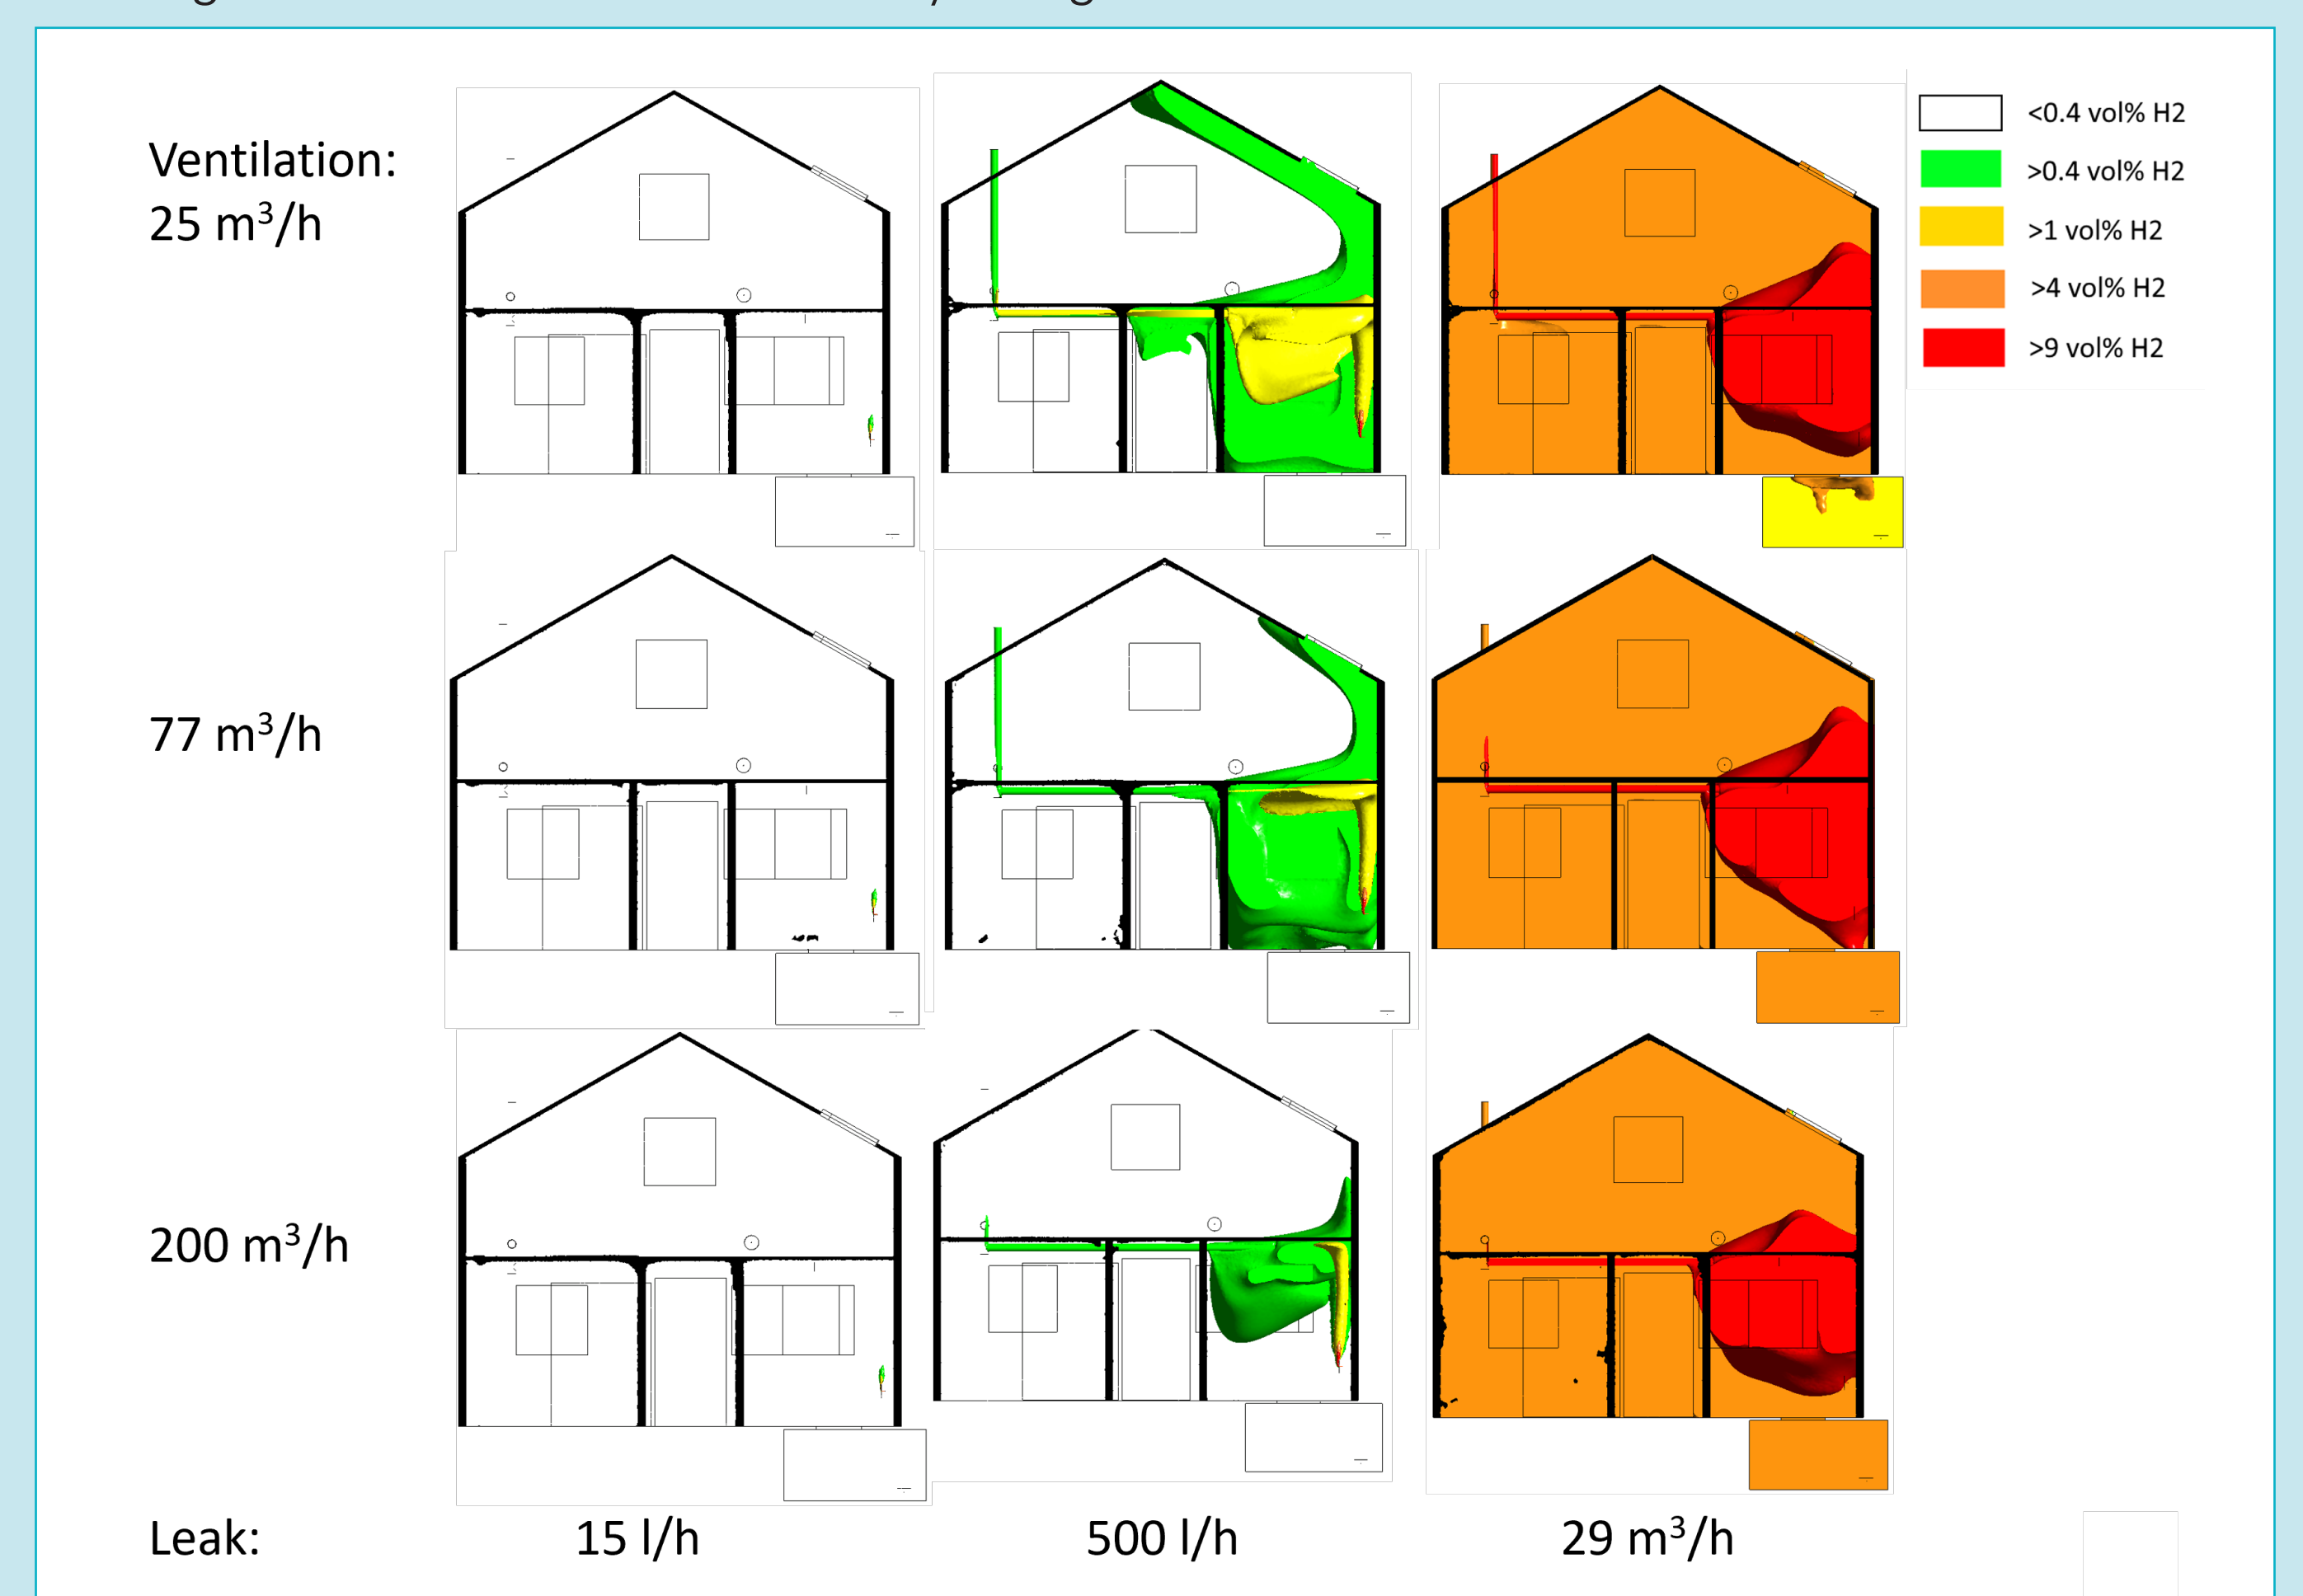 Ventilation:
25 m³/h
<0.4 vol% H2
>0.4 vol% H2
>1 vol% H2
>4 vol% H2
>9 vol% H2
77 m³/h
200 m³/h
Leak:
15 l/h
500 l/h
29 m³/h